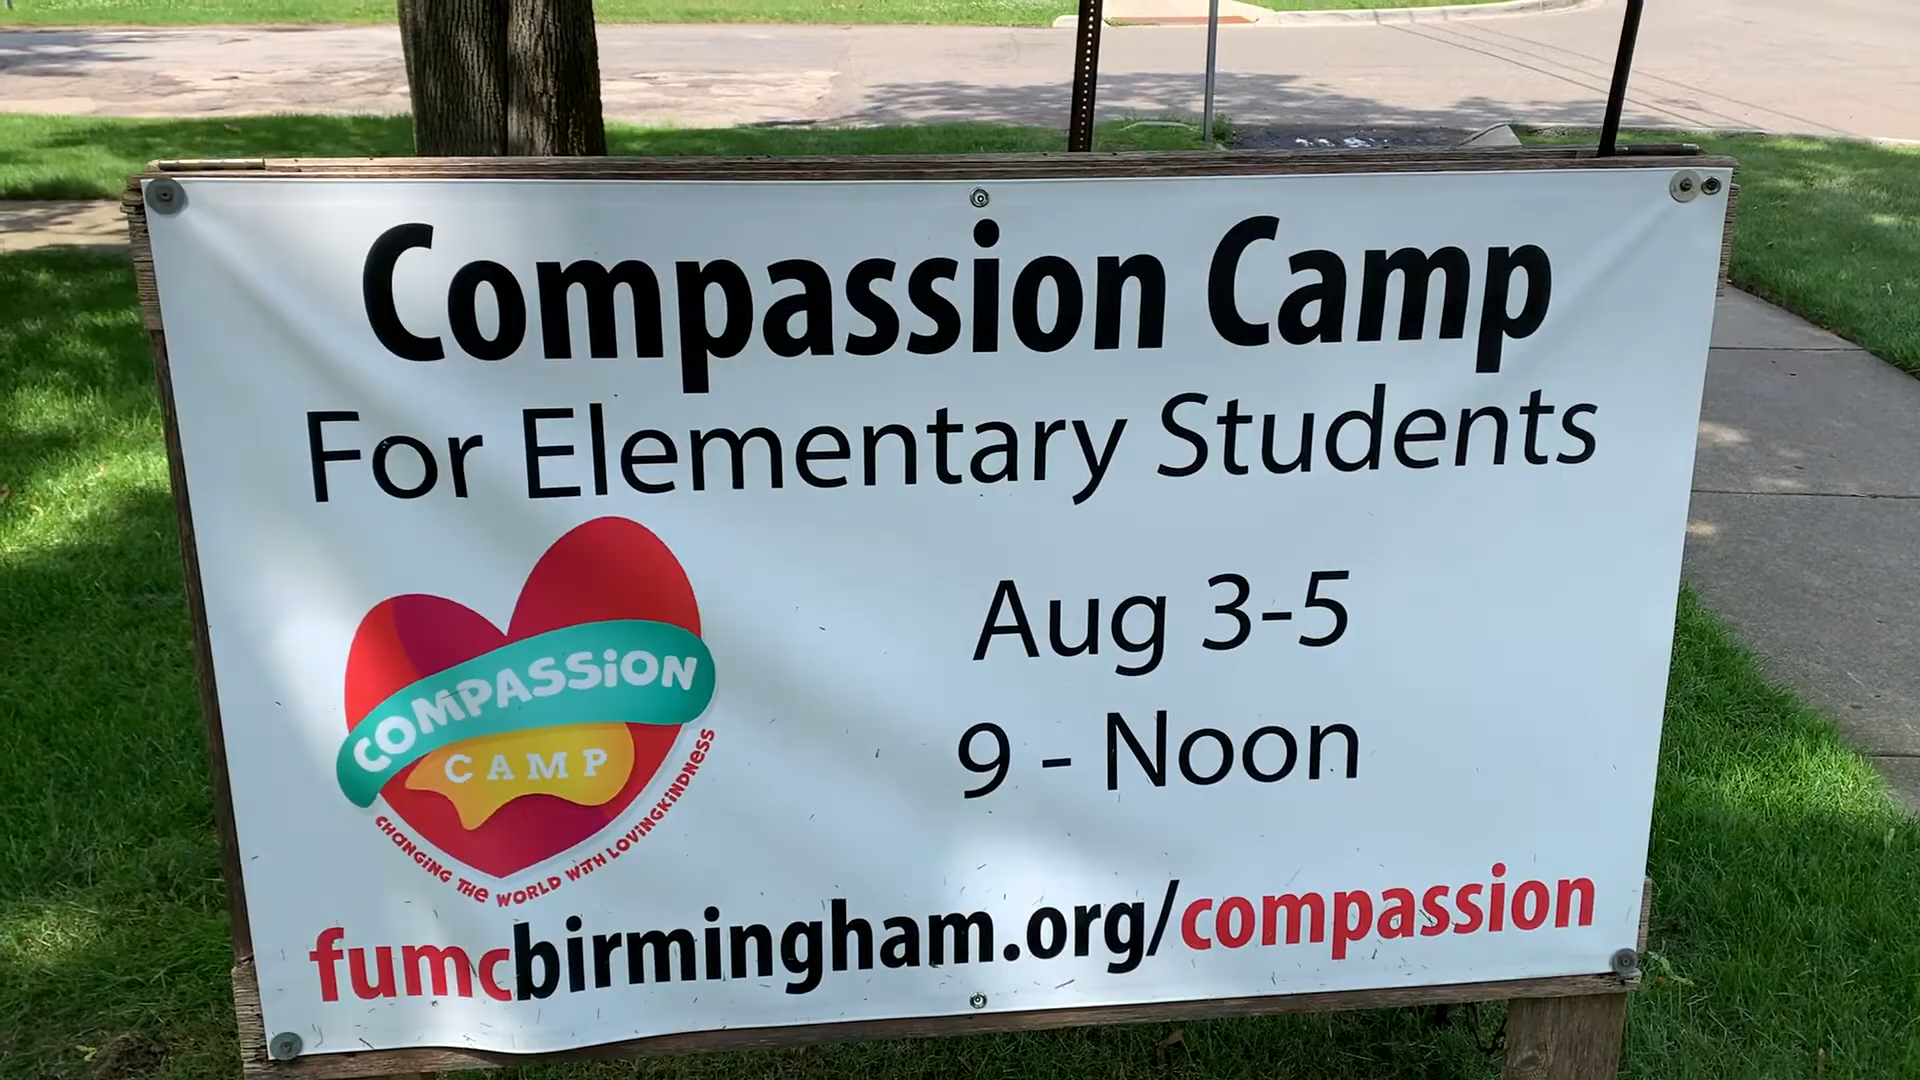 Compassion Camp
For Elementary Students
Aug 3-5
9 - Noon
COMPASSiON
CAMP
CHANGiNG THE WORLD WiTH LOViNGKiNDNESS
fumcbirmingham.org/compassion